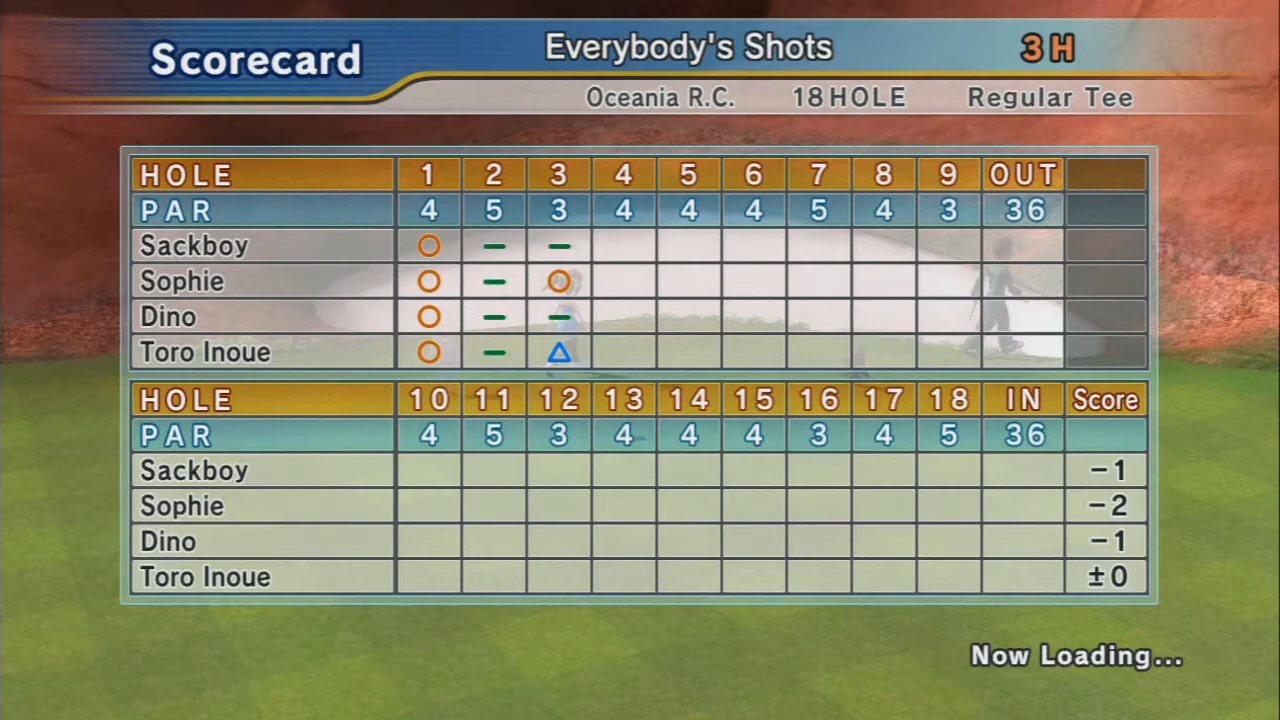 Scorecard
Everybody's Shots 3H
Oceania R.C. 18HOLE Regular Tee
HOLE 1 2 3 4 5 6 7 8 9 OUT
PAR 4 5 3 4 4 4 5 4 3 36
Sackboy ○ – –
Sophie ○ – ○
Dino ○ – –
Toro Inoue ○ – △
HOLE 10 11 12 13 14 15 16 17 18 IN Score
PAR 4 5 3 4 4 4 3 4 5 36
Sackboy −1
Sophie −2
Dino −1
Toro Inoue ±0
Now Loading...